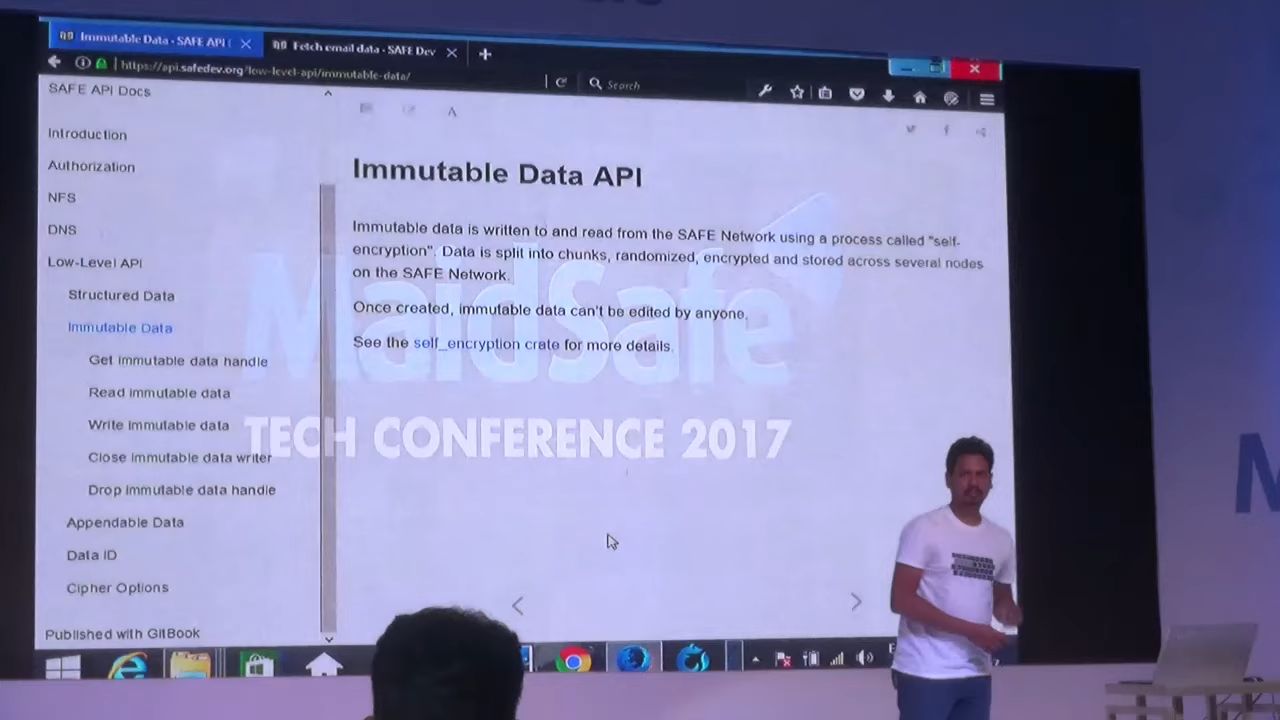 Immutable Data - SAFE API
Fetch email data - SAFE Dev
https://api.safedev.org/low-level-api/immutable-data/
Search
SAFE API Docs
Introduction
Authorization
NFS
DNS
Low-Level API
Structured Data
Immutable Data
Get immutable data handle
Read immutable data
Write immutable data
Close immutable data writer
Drop immutable data handle
Appendable Data
Data ID
Cipher Options
Published with GitBook
A
Immutable Data API
Immutable data is written to and read from the SAFE Network using a process called "self-
encryption". Data is split into chunks, randomized, encrypted and stored across several nodes
on the SAFE Network.
Once created, immutable data can't be edited by anyone.
See the self_encryption crate for more details.
MaidSafe
TECH CONFERENCE 2017